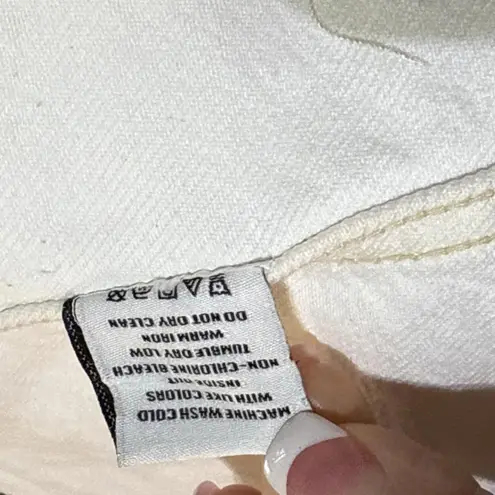 MACHINE WASH COLD
WITH LIKE COLORS
INSIDE OUT
NON-CHLORINE BLEACH
TUMBLE DRY LOW
WARM IRON
DO NOT DRY CLEAN